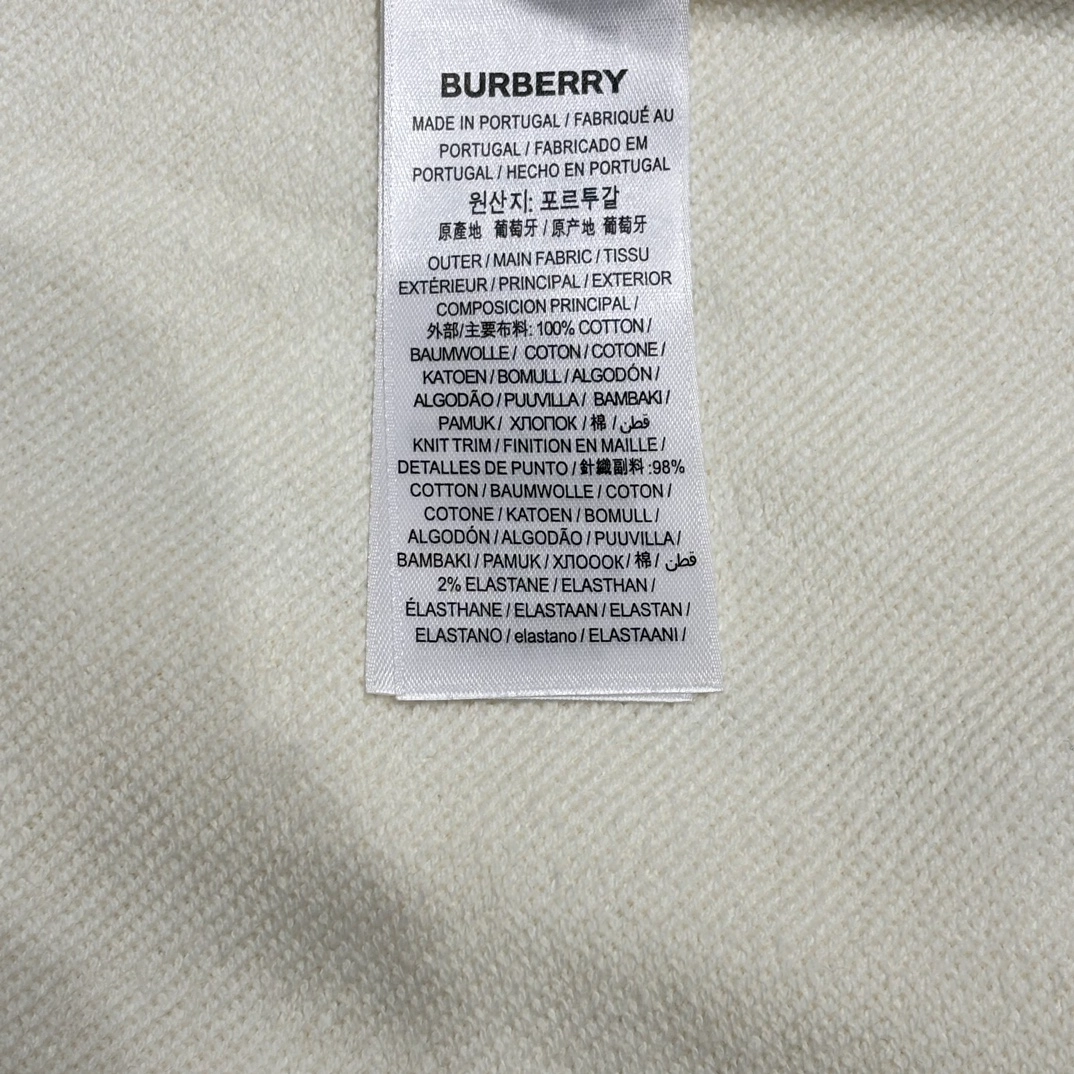 BURBERRY
MADE IN PORTUGAL / FABRIQUÉ AU
PORTUGAL / FABRICADO EM
PORTUGAL / HECHO EN PORTUGAL
원산지: 포르투갈
原產地 葡萄牙 / 原产地 葡萄牙
OUTER / MAIN FABRIC / TISSU
EXTÉRIEUR / PRINCIPAL / EXTERIOR
COMPOSICION PRINCIPAL /
外部/主要布料: 100% COTTON /
BAUMWOLLE / COTON / COTONE /
KATOEN / BOMULL / ALGODÓN /
ALGODÃO / PUUVILLA / BAMBAKI /
PAMUK / ХЛОПОК / 棉 / قطن
KNIT TRIM / FINITION EN MAILLE /
DETALLES DE PUNTO / 針織副料 :98%
COTTON / BAUMWOLLE / COTON /
COTONE / KATOEN / BOMULL /
ALGODÓN / ALGODÃO / PUUVILLA /
BAMBAKI / PAMUK / ХЛОООК / 棉 / قطن
2% ELASTANE / ELASTHAN /
ÉLASTHANE / ELASTAAN / ELASTAN /
ELASTANO / elastano / ELASTAANI /